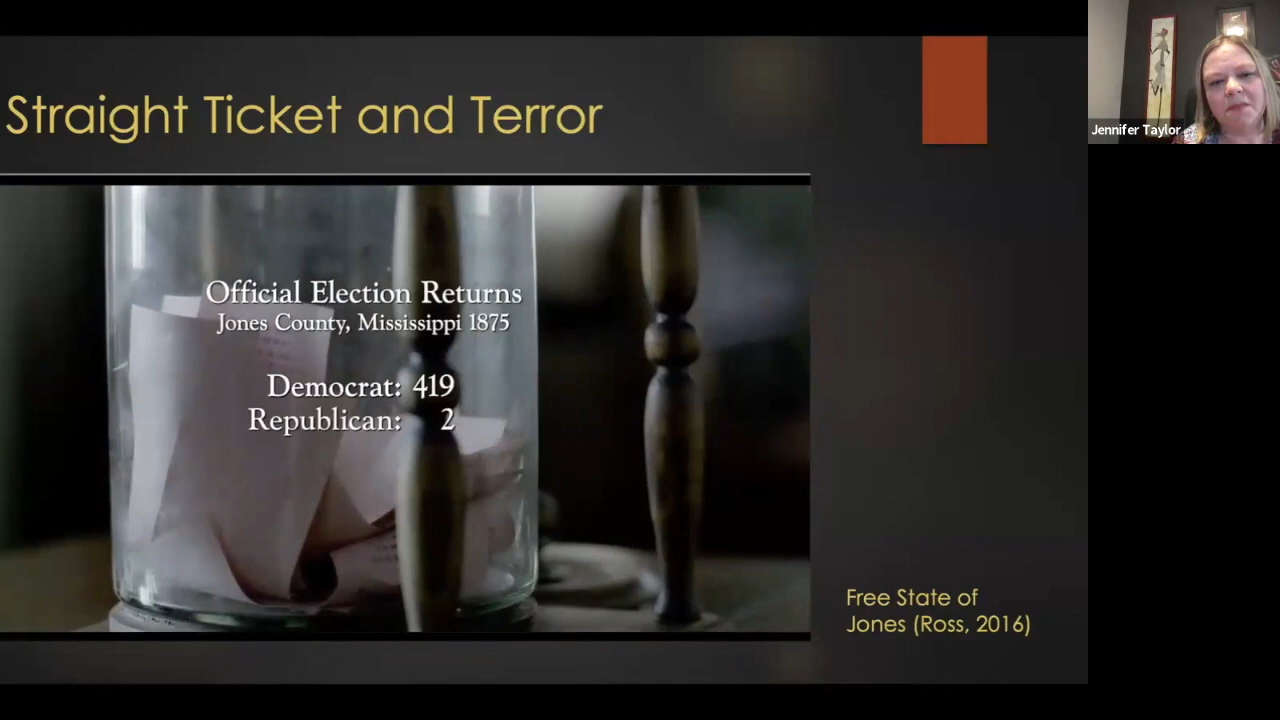 Straight Ticket and Terror
Official Election Returns
Jones County, Mississippi 1875
Democrat: 419
Republican: 2
Free State of
Jones (Ross, 2016)
Jennifer Taylor